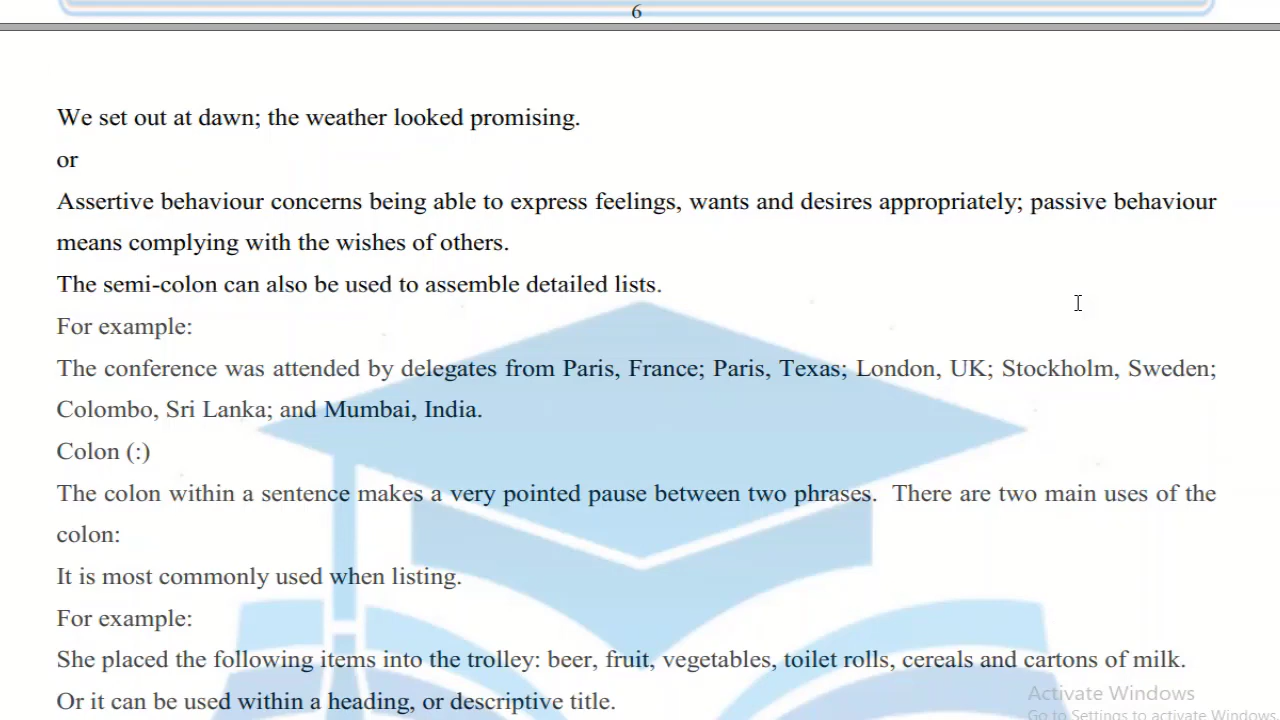 6
We set out at dawn; the weather looked promising.
or
Assertive behaviour concerns being able to express feelings, wants and desires appropriately; passive behaviour
means complying with the wishes of others.
The semi-colon can also be used to assemble detailed lists.
For example:
The conference was attended by delegates from Paris, France; Paris, Texas; London, UK; Stockholm, Sweden;
Colombo, Sri Lanka; and Mumbai, India.
Colon (:)
The colon within a sentence makes a very pointed pause between two phrases.  There are two main uses of the
colon:
It is most commonly used when listing.
For example:
She placed the following items into the trolley: beer, fruit, vegetables, toilet rolls, cereals and cartons of milk.
Or it can be used within a heading, or descriptive title.
Activate Windows
Go to Settings to activate Windows.